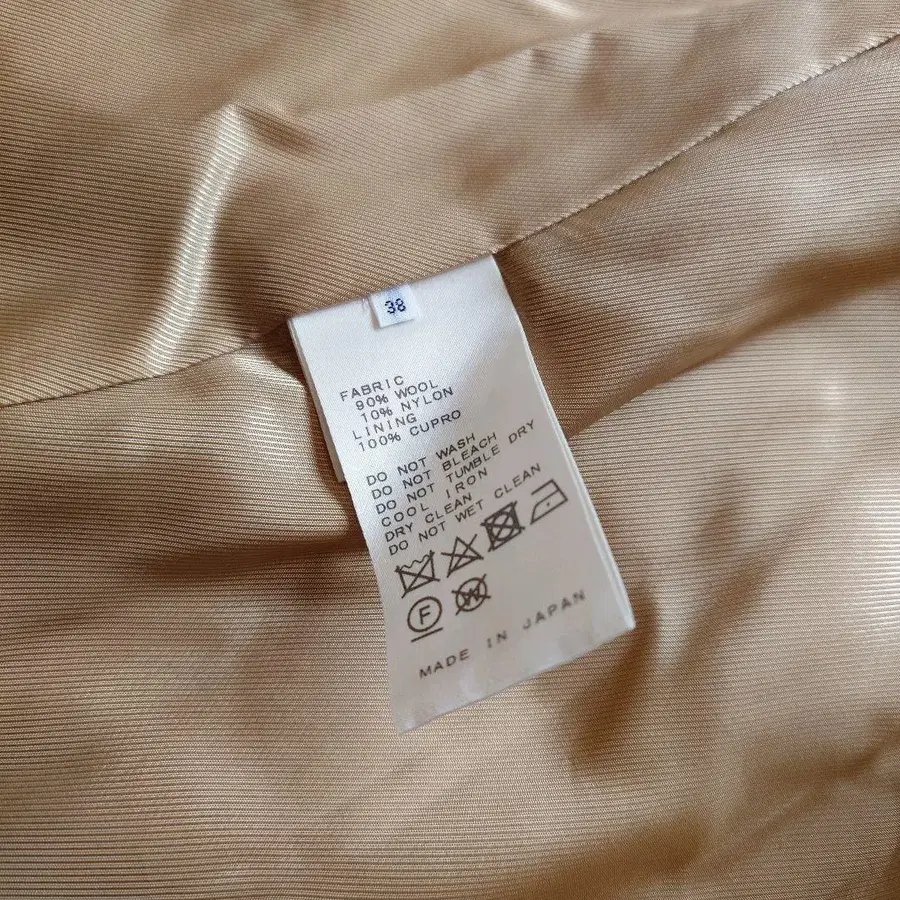 38
FABRIC
90% WOOL
10% NYLON
LINING
100% CUPRO
DO NOT WASH
DO NOT BLEACH
DO NOT TUMBLE DRY
COOL IRON
DRY CLEAN
DO NOT WET CLEAN
F W
MADE IN JAPAN